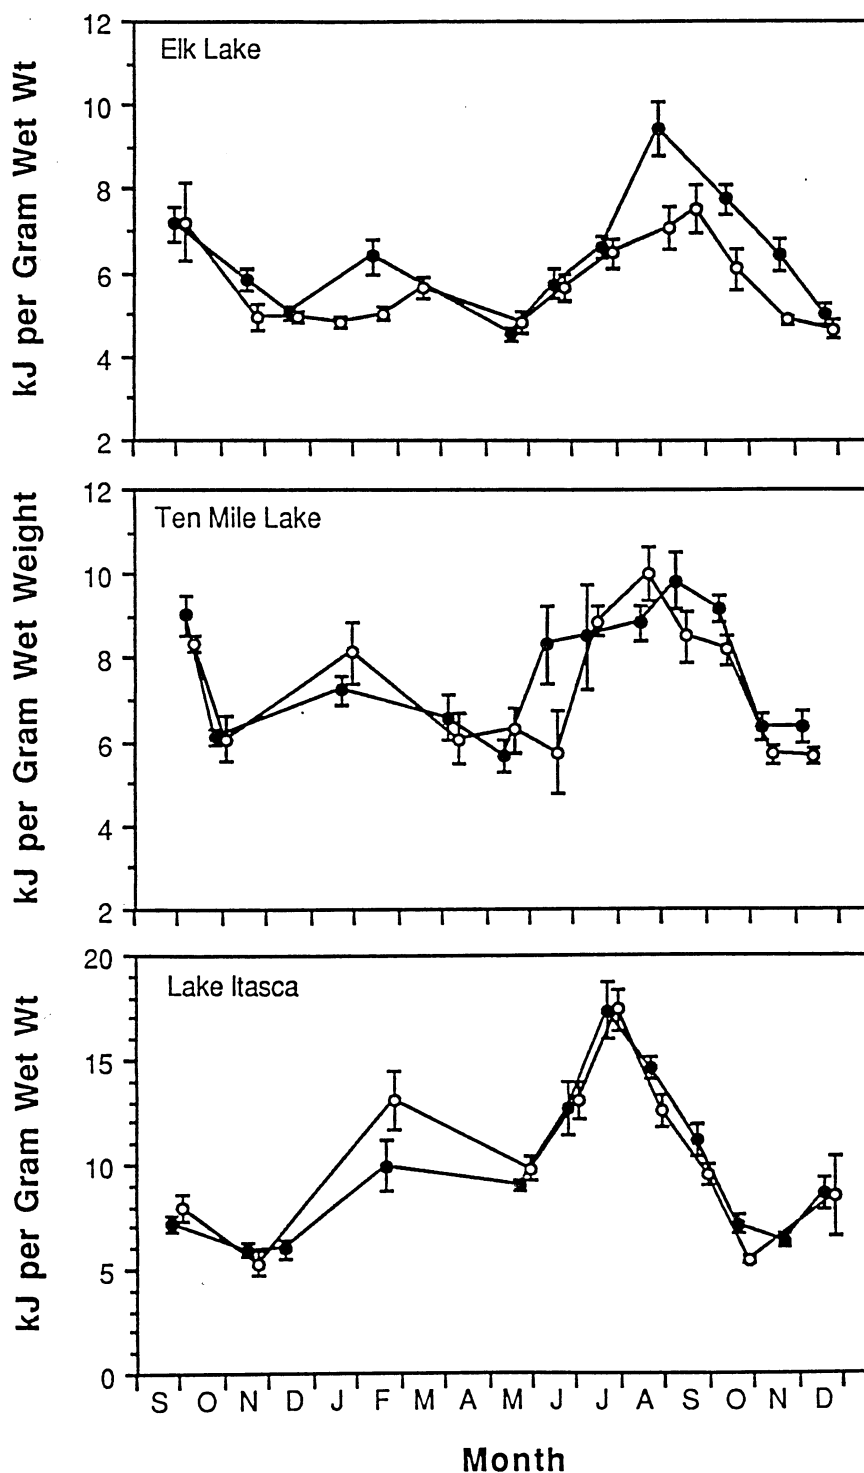 12
Elk Lake
10
8
6
4
2
kJ per Gram Wet Wt
12
Ten Mile Lake
10
8
6
4
2
kJ per Gram Wet Weight
20
Lake Itasca
15
10
5
0
kJ per Gram Wet Wt
S O N D J F M A M J J A S O N D
Month